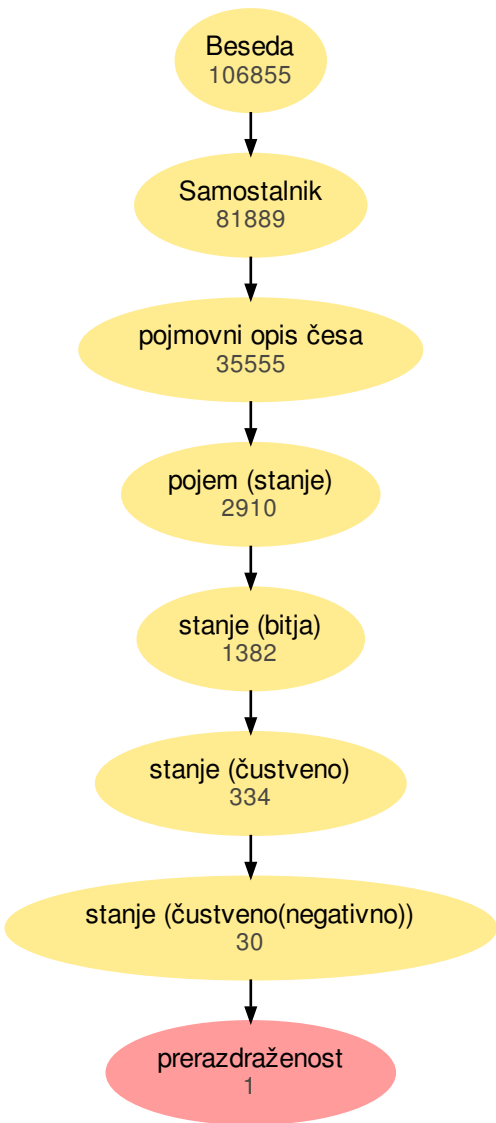 Beseda
106855
Samostalnik
81889
pojmovni opis česa
35555
pojem (stanje)
2910
stanje (bitja)
1382
stanje (čustveno)
334
stanje (čustveno(negativno))
30
prerazdraženost
1